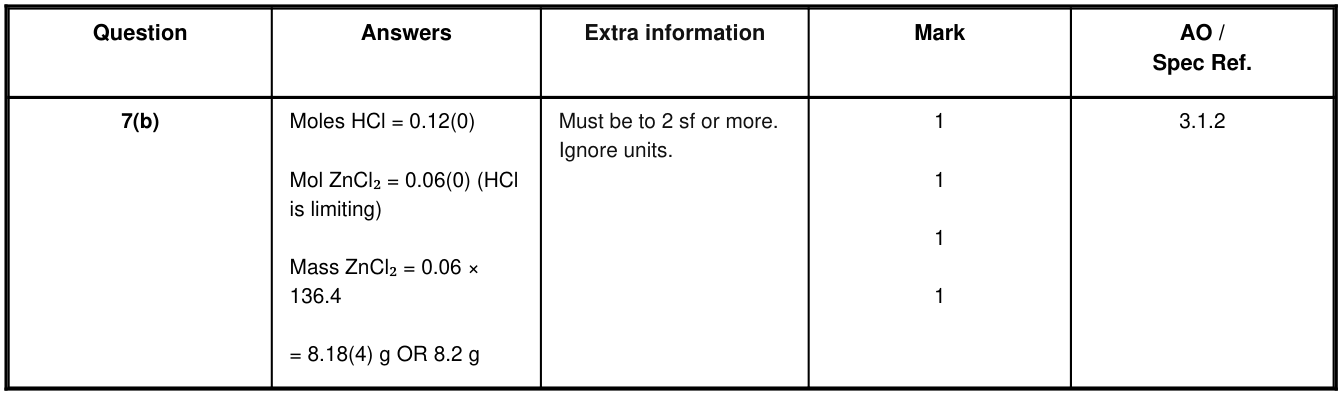 Question Answers Extra information Mark AO /
Spec Ref.
7(b) Moles HCl = 0.12(0) Must be to 2 sf or more. 1 3.1.2
Ignore units.
Mol ZnCl₂ = 0.06(0) (HCl 1
is limiting)
1
Mass ZnCl₂ = 0.06 ×
136.4 1
= 8.18(4) g OR 8.2 g